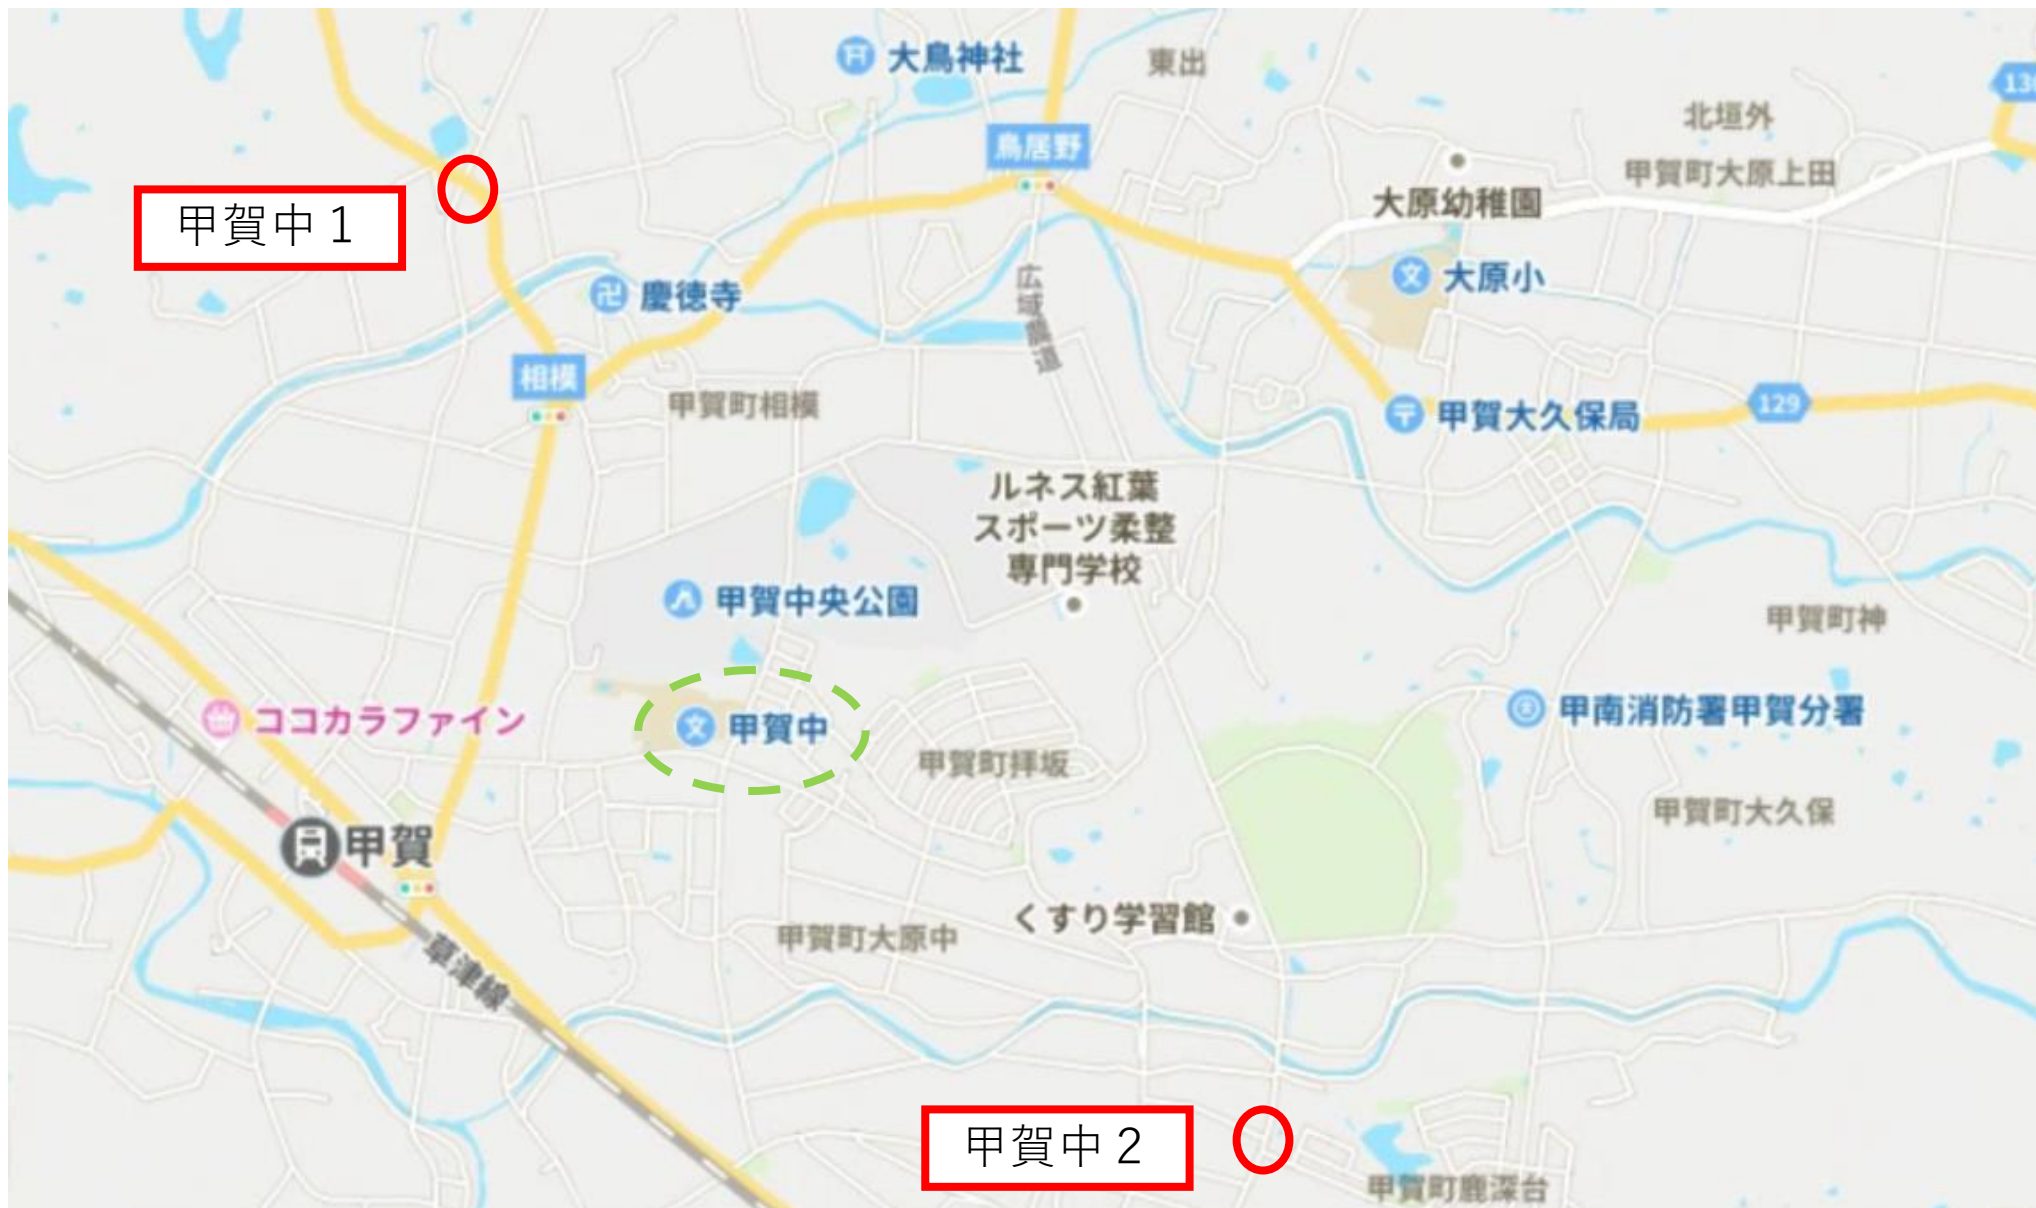 大鳥神社
東出
130
北垣外
鳥居野
甲賀町大原上田
大原幼稚園
甲賀中1
慶徳寺
広域農道
大原小
相模
甲賀町相模
129
甲賀大久保局
ルネス紅葉
スポーツ柔整
専門学校
甲賀中央公園
甲賀町神
ココカラファイン
甲賀中
甲南消防署甲賀分署
甲賀町拝坂
甲賀町大久保
甲賀
くすり学習館
甲賀町大原中
草津線
甲賀中2
甲賀町鹿深台